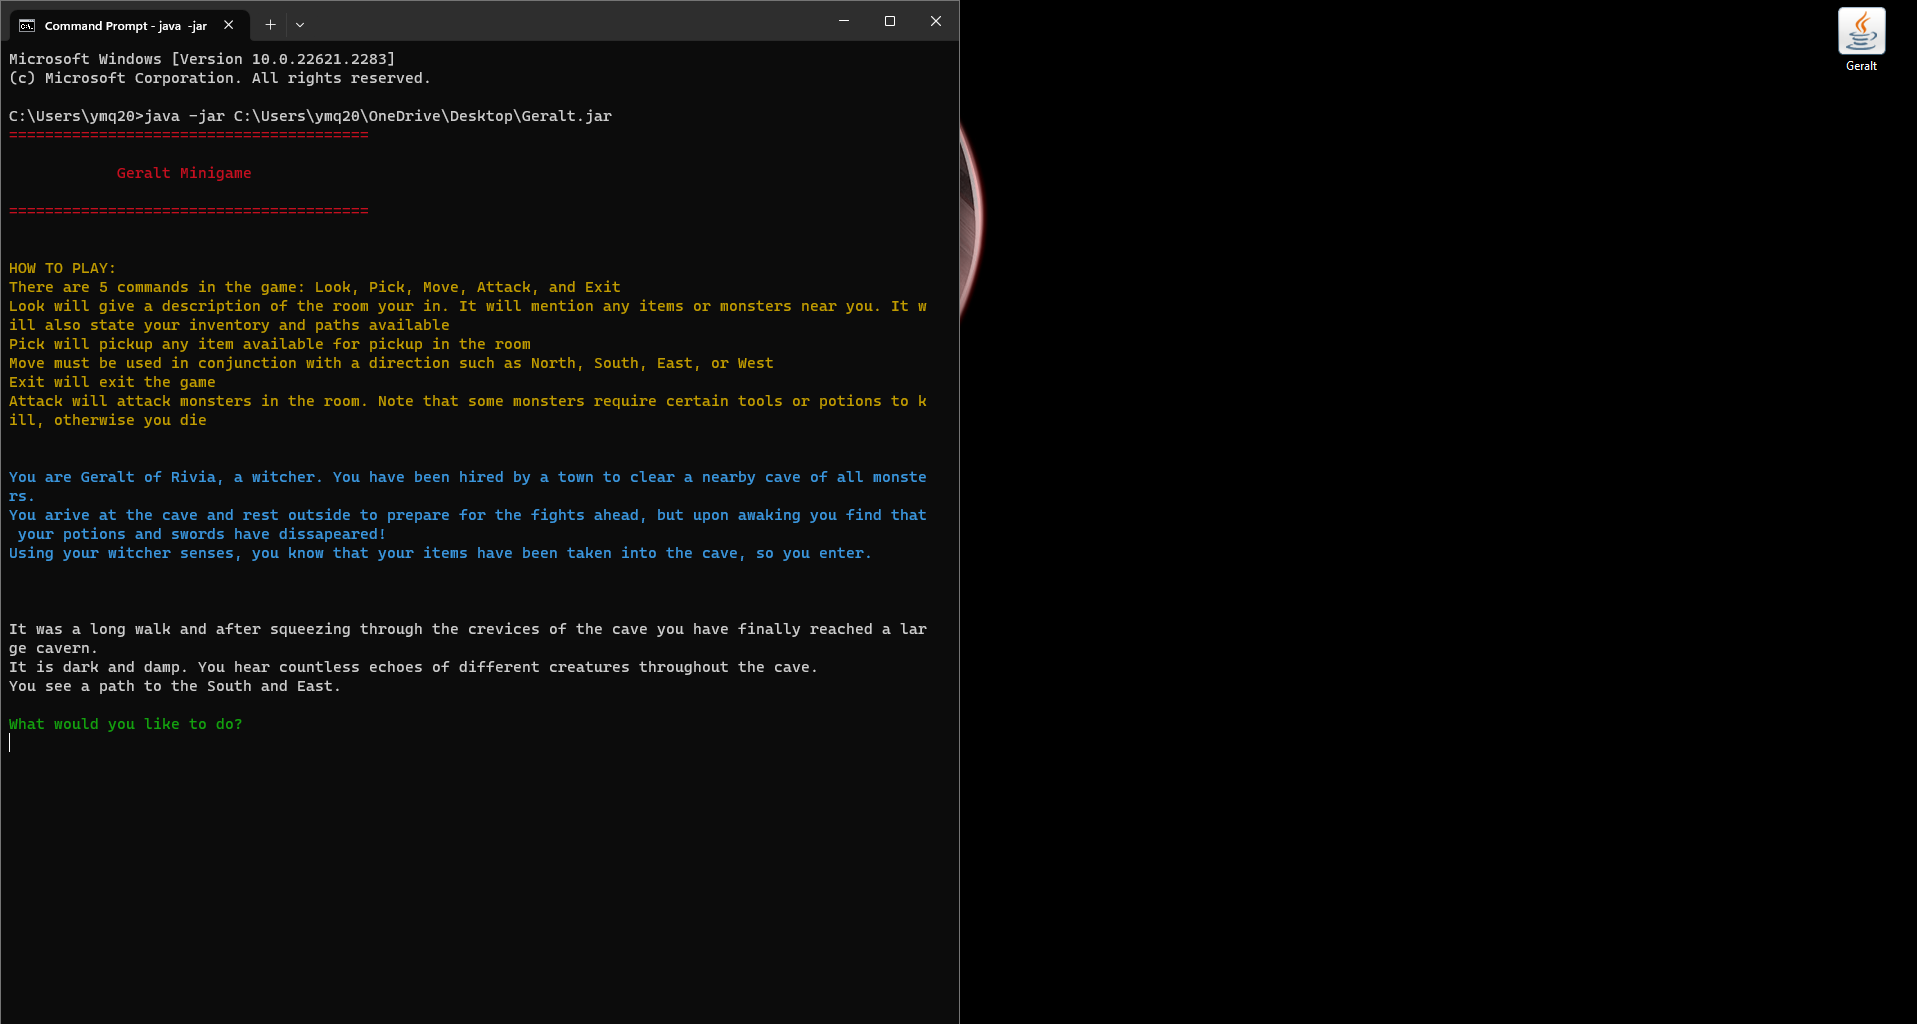 Command Prompt - java -jar
Geralt
Microsoft Windows [Version 10.0.22621.2283]
(c) Microsoft Corporation. All rights reserved.
C:\Users\ymq20>java -jar C:\Users\ymq20\OneDrive\Desktop\Geralt.jar
========================================
Geralt Minigame
========================================
HOW TO PLAY:
There are 5 commands in the game: Look, Pick, Move, Attack, and Exit
Look will give a description of the room your in. It will mention any items or monsters near you. It w
ill also state your inventory and paths available
Pick will pickup any item available for pickup in the room
Move must be used in conjunction with a direction such as North, South, East, or West
Exit will exit the game
Attack will attack monsters in the room. Note that some monsters require certain tools or potions to k
ill, otherwise you die
You are Geralt of Rivia, a witcher. You have been hired by a town to clear a nearby cave of all monste
rs.
You arive at the cave and rest outside to prepare for the fights ahead, but upon awaking you find that
your potions and swords have dissapeared!
Using your witcher senses, you know that your items have been taken into the cave, so you enter.
It was a long walk and after squeezing through the crevices of the cave you have finally reached a lar
ge cavern.
It is dark and damp. You hear countless echoes of different creatures throughout the cave.
You see a path to the South and East.
What would you like to do?